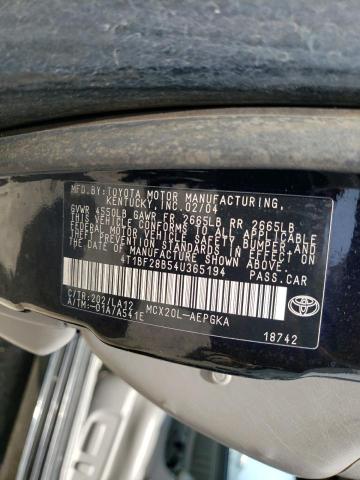 MFD.BY:TOYOTA MOTOR MANUFACTURING,
KENTUCKY, INC. 02/04
GVWR 4550LB GAWR FR 2665LB RR 2665LB
THIS VEHICLE CONFORMS TO ALL APPLICABLE
FEDERAL MOTOR VEHICLE SAFETY, BUMPER, AND
THEFT PREVENTION STANDARDS IN EFFECT ON
THE DATE OF MANUFACTURE SHOWN ABOVE.
4T1BF28B54U365194 PASS.CAR
C/TR:202/LA12 MCX20L-AEPGKA
A/TM:-01A/A541E
TOYOTA
18742